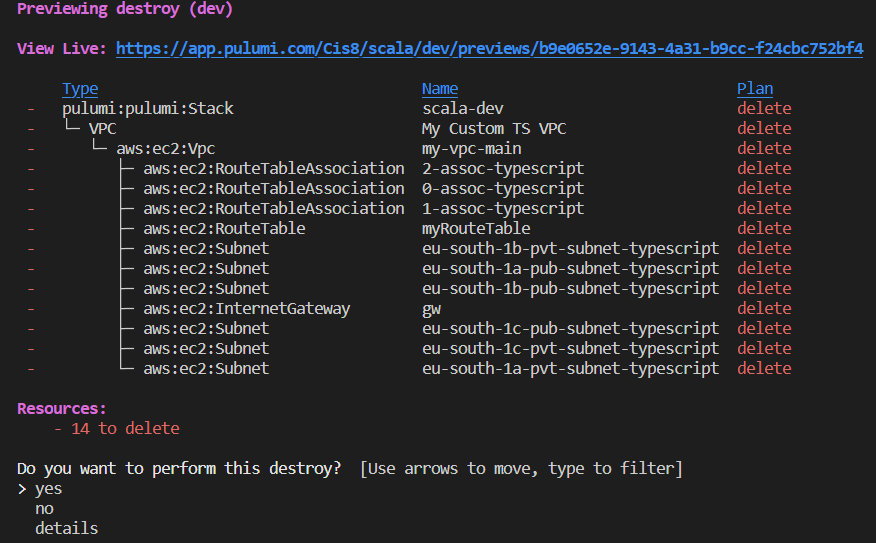 Previewing destroy (dev)
View Live: https://app.pulumi.com/Cis8/scala/dev/previews/b9e0652e-9143-4a31-b9cc-f24cbc752bf4
Type Name Plan
- pulumi:pulumi:Stack scala-dev delete
- └─ VPC My Custom TS VPC delete
- └─ aws:ec2:Vpc my-vpc-main delete
- ├─ aws:ec2:RouteTableAssociation 2-assoc-typescript delete
- ├─ aws:ec2:RouteTableAssociation 0-assoc-typescript delete
- ├─ aws:ec2:RouteTableAssociation 1-assoc-typescript delete
- ├─ aws:ec2:RouteTable myRouteTable delete
- ├─ aws:ec2:Subnet eu-south-1b-pvt-subnet-typescript delete
- ├─ aws:ec2:Subnet eu-south-1a-pub-subnet-typescript delete
- ├─ aws:ec2:Subnet eu-south-1b-pub-subnet-typescript delete
- ├─ aws:ec2:InternetGateway gw delete
- ├─ aws:ec2:Subnet eu-south-1c-pub-subnet-typescript delete
- ├─ aws:ec2:Subnet eu-south-1c-pvt-subnet-typescript delete
- └─ aws:ec2:Subnet eu-south-1a-pvt-subnet-typescript delete
Resources:
- 14 to delete
Do you want to perform this destroy? [Use arrows to move, type to filter]
> yes
no
details